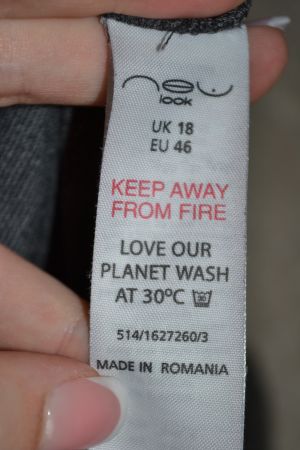 new
look
UK 18
EU 46
KEEP AWAY
FROM FIRE
LOVE OUR
PLANET WASH
AT 30ºC
514/1627260/3
MADE IN ROMANIA